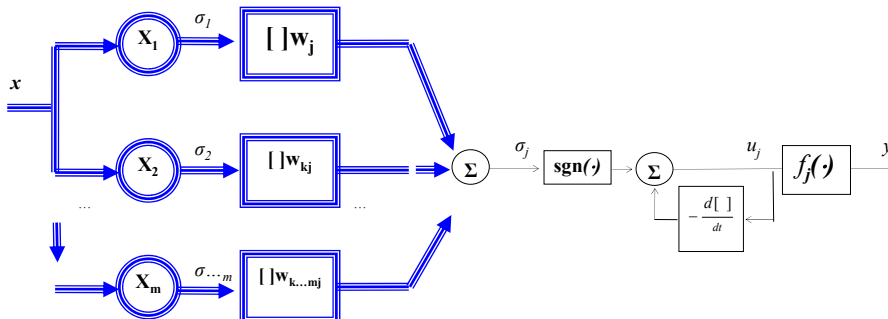 x
X1 σ1 [ ]wj
X2 σ2 [ ]wkj
... ...
Xm σ...m [ ]wk...mj
Σ σj sgn(·) Σ uj fj(·) y
− d[ ]
dt